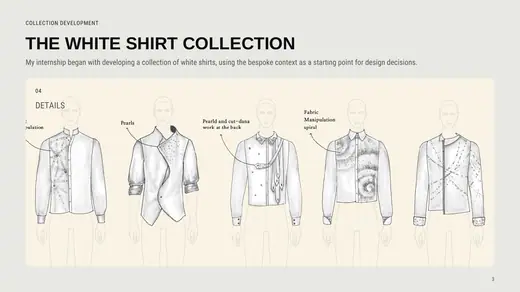 COLLECTION DEVELOPMENT
THE WHITE SHIRT COLLECTION
My internship began with developing a collection of white shirts, using the bespoke context as a starting point for design decisions.
04
DETAILS
Pearls
Pearld and cut-dana
work at the back
Fabric
Manipulation
spiral
3